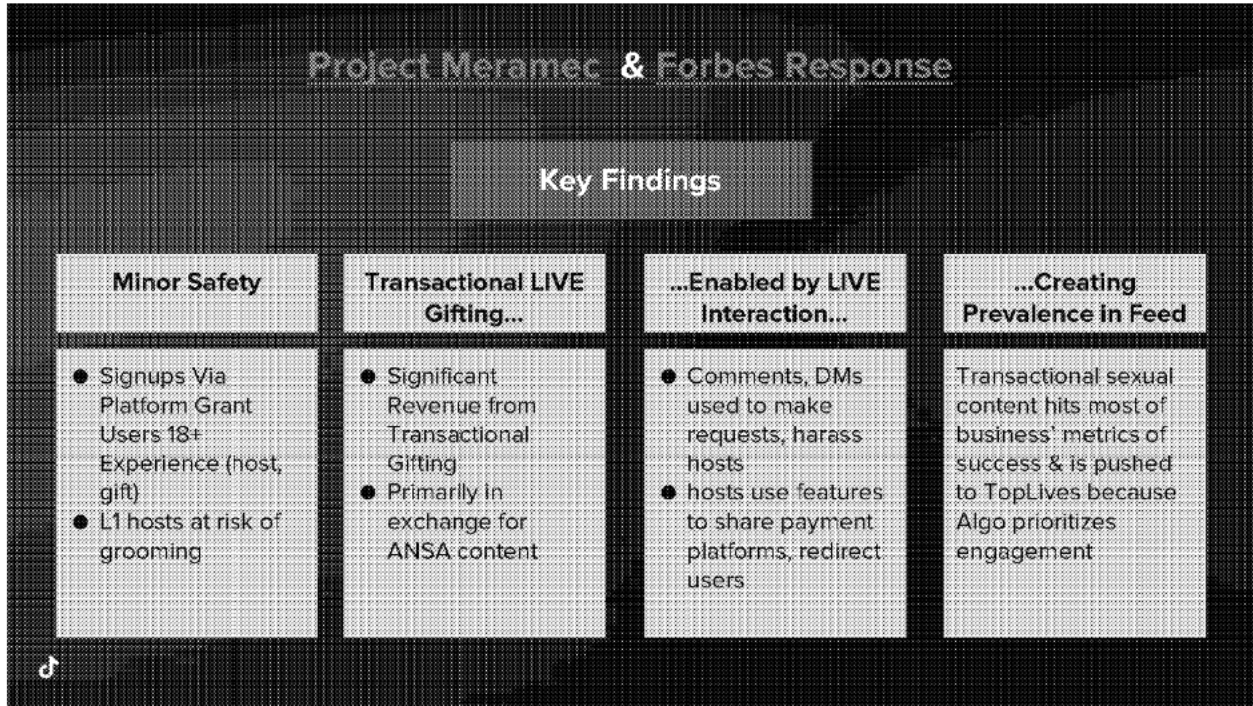 Project Meramec & Forbes Response
Key Findings
Minor Safety
● Signups Via
Platform Grant
Users 18+
Experience (host,
gift)
● L1 hosts at risk of
grooming
Transactional LIVE
Gifting...
● Significant
Revenue from
Transactional
Gifting
● Primarily in
exchange for
ANSA content
...Enabled by LIVE
Interaction...
● Comments, DMs
used to make
requests, harass
hosts
● hosts use features
to share payment
platforms, redirect
users
...Creating
Prevalence in Feed
Transactional sexual
content hits most of
business’ metrics of
success & is pushed
to TopLives because
Algo prioritizes
engagement